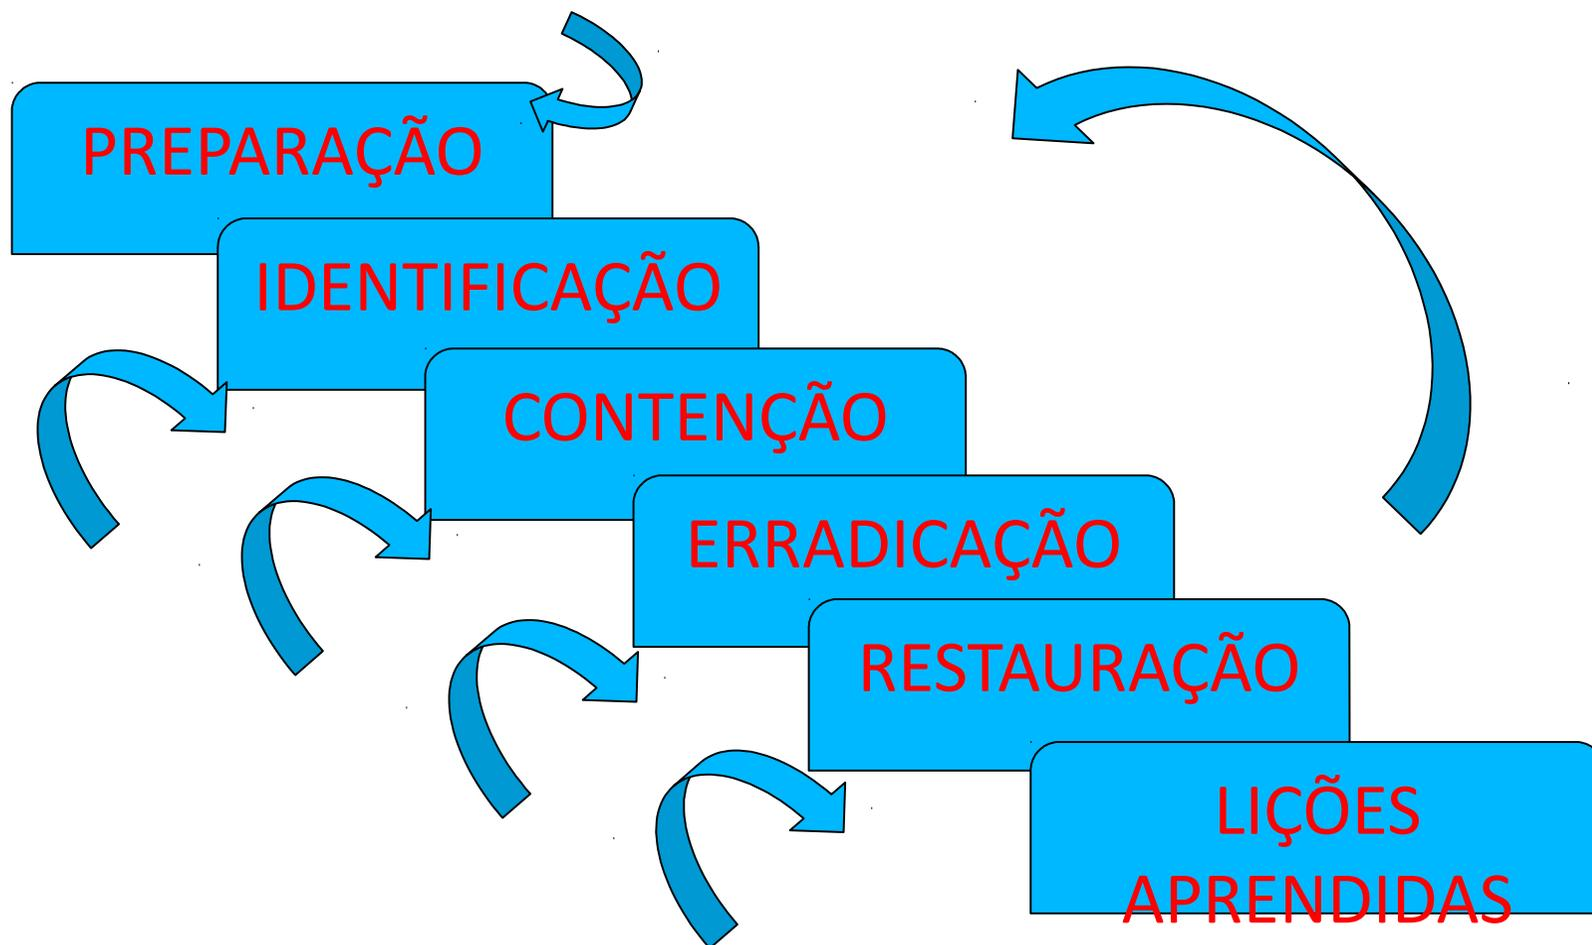 PREPARAÇÃO
IDENTIFICAÇÃO
CONTENÇÃO
ERRADICAÇÃO
RESTAURAÇÃO
LIÇÕES
APRENDIDAS